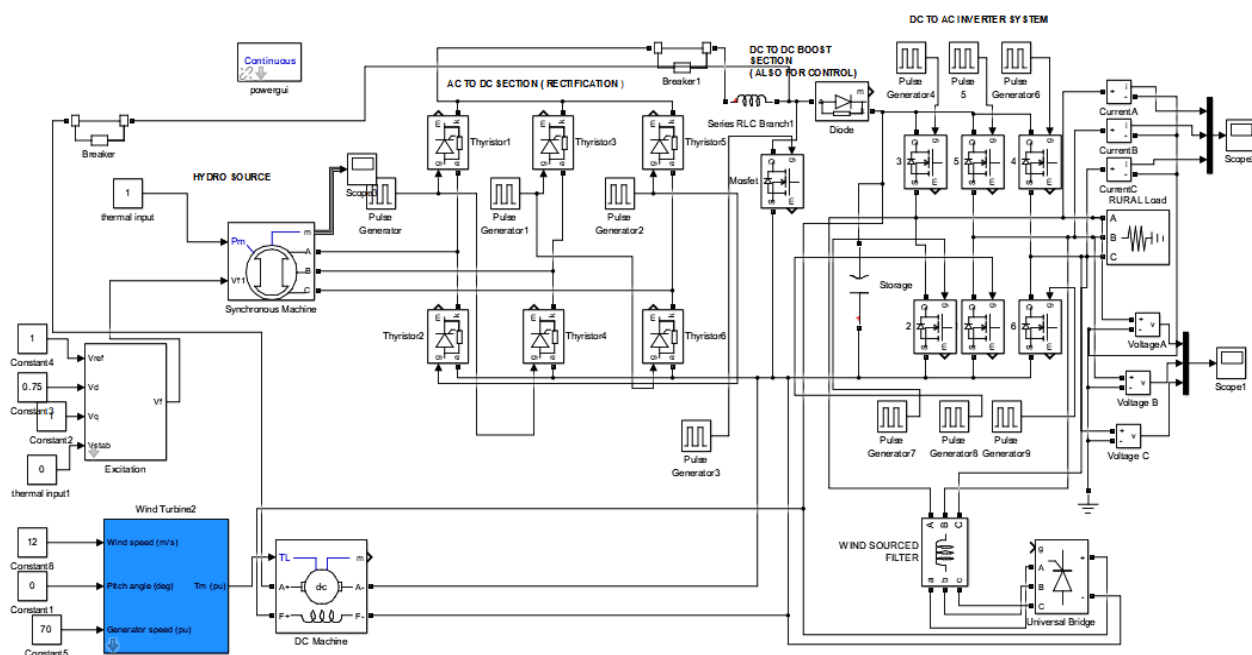 DC TO AC INVERTER SYSTEM
Continuous
powergui
Breaker1
DC TO DC BOOST
SECTION
( ALSO FOR CONTROL)
AC TO DC SECTION ( RECTIFICATION )
Pulse
Generator4
Pulse
5
Pulse
Generator6
CurrentA
CurrentB
CurrentC
Scope2
Breaker
Thyristor1
Thyristor3
Thyristor5
Series RLC Branch1
Diode
Mosfet
3
5
4
HYDRO SOURCE
1
thermal input
Scope3
Pulse
Generator
Pulse
Generator1
Pulse
Generator2
RURAL Load
A
B
C
Pm
Vf1
m
A
B
C
Synchronous Machine
Storage
Thyristor2
Thyristor4
Thyristor6
2
6
VoltageA
Voltage B
Voltage C
Scope1
1
Constant4
0.75
Constant3
1
Constant2
0
thermal input1
Vref
Vd
Vq
Vstab
Vf
Excitation
Pulse
Generator3
Pulse
Generator7
Pulse
Generator8
Pulse
Generator9
Wind Turbine2
12
Constant8
0
Constant1
70
Constant5
Wind speed (m/s)
Pitch angle (deg)
Generator speed (pu)
Tm (pu)
TL
m
A+
dc
A-
F+
F-
DC Machine
WIND SOURCED
FILTER
A B C
a b c
g
A
B
C
+
-
Universal Bridge